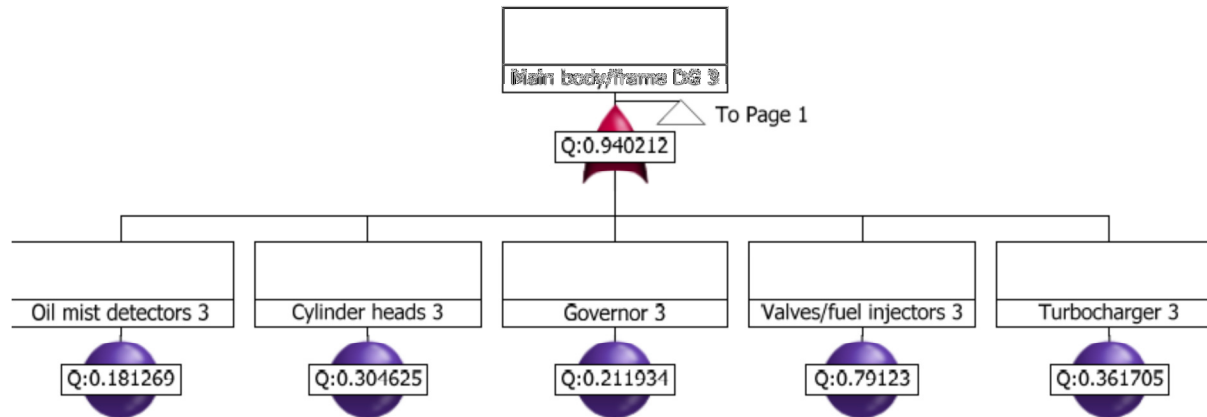 Main body/frame DG 3
To Page 1
Q:0.940212
Oil mist detectors 3
Cylinder heads 3
Governor 3
Valves/fuel injectors 3
Turbocharger 3
Q:0.181269
Q:0.304625
Q:0.211934
Q:0.79123
Q:0.361705